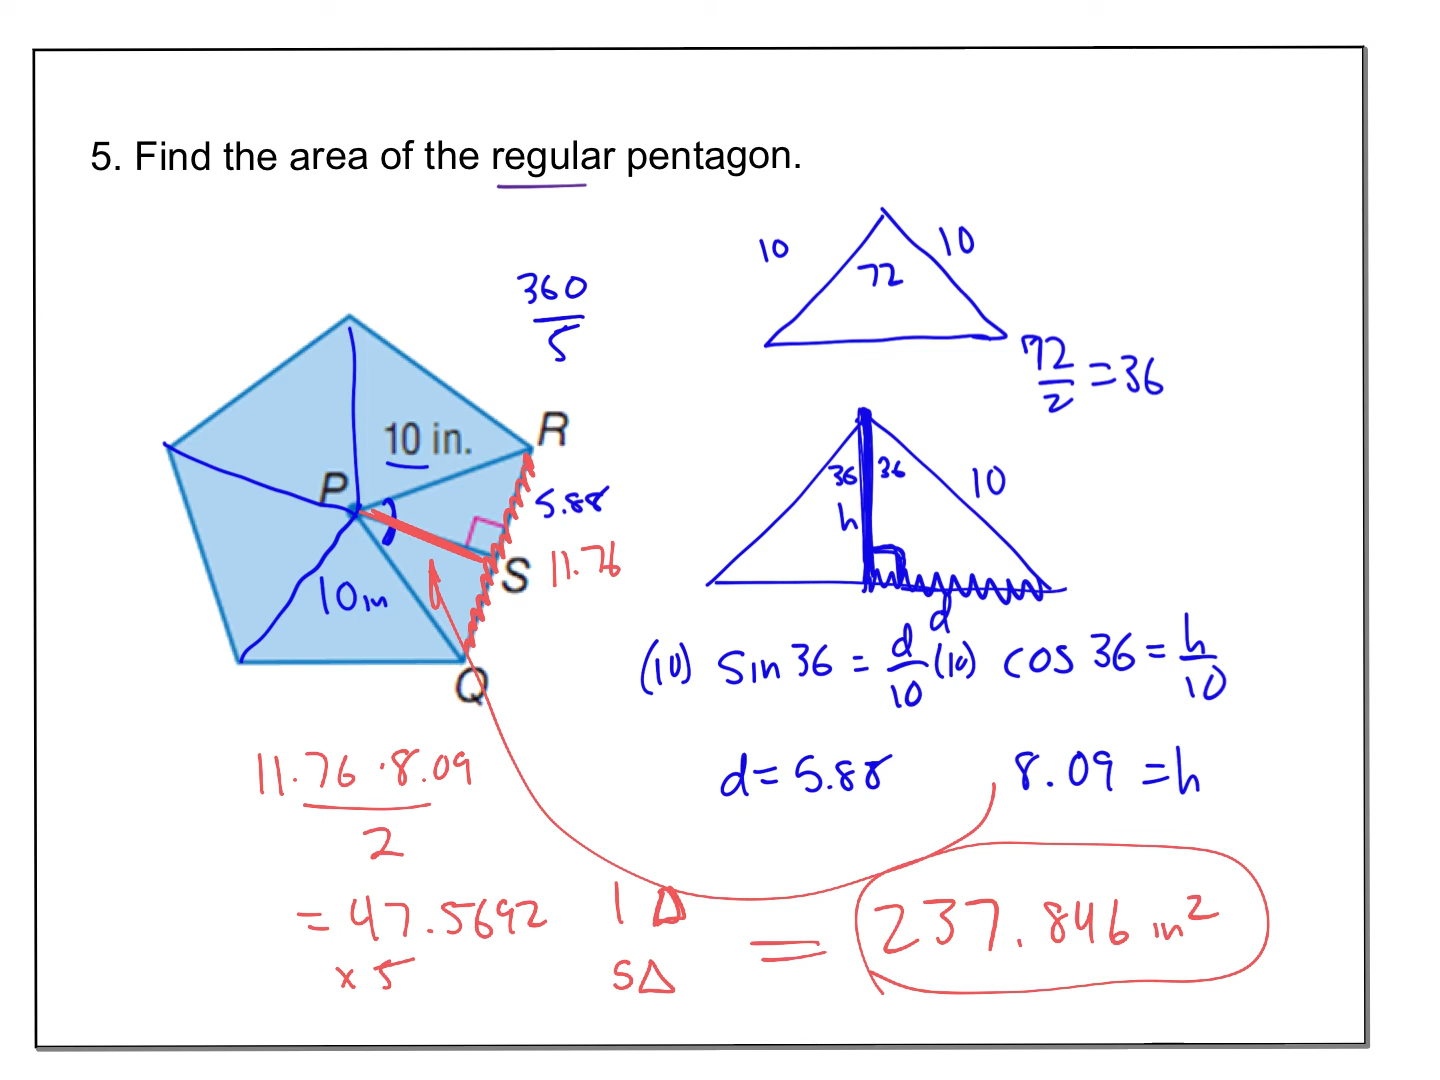 5. Find the area of the regular pentagon.
360
5
10
10
72
72/2 = 36
10 in.
R
P
5.88
S
11.76
10in
Q
36
36
10
h
d
(10) sin 36 = d/10 (10)
cos 36 = h/10
d = 5.88
8.09 = h
11.76 · 8.09
2
= 47.5692
1 Δ
x 5
5Δ
= 237.846 in²